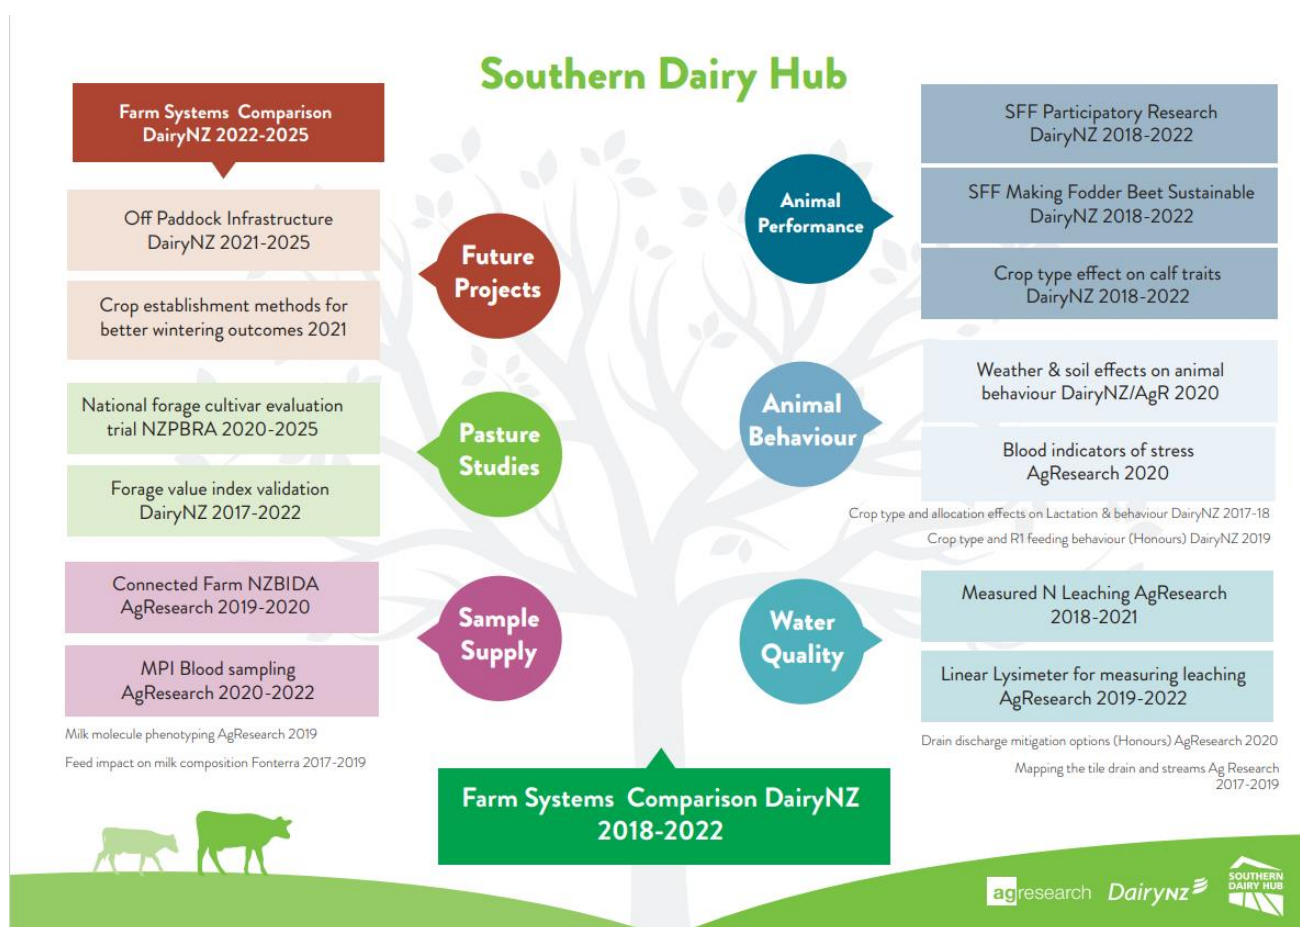 Southern Dairy Hub
Farm Systems Comparison
DairyNZ 2022-2025
Off Paddock Infrastructure
DairyNZ 2021-2025
Crop establishment methods for
better wintering outcomes 2021
Future
Projects
National forage cultivar evaluation
trial NZPBRA 2020-2025
Forage value index validation
DairyNZ 2017-2022
Pasture
Studies
Connected Farm NZBIDA
AgResearch 2019-2020
MPI Blood sampling
AgResearch 2020-2022
Milk molecule phenotyping AgResearch 2019
Feed impact on milk composition Fonterra 2017-2019
Sample
Supply
Animal
Performance
SFF Participatory Research
DairyNZ 2018-2022
SFF Making Fodder Beet Sustainable
DairyNZ 2018-2022
Crop type effect on calf traits
DairyNZ 2018-2022
Animal
Behaviour
Weather & soil effects on animal
behaviour DairyNZ/AgR 2020
Blood indicators of stress
AgResearch 2020
Crop type and allocation effects on Lactation & behaviour DairyNZ 2017-18
Crop type and R1 feeding behaviour (Honours) DairyNZ 2019
Water
Quality
Measured N Leaching AgResearch
2018-2021
Linear Lysimeter for measuring leaching
AgResearch 2019-2022
Drain discharge mitigation options (Honours) AgResearch 2020
Mapping the tile drain and streams Ag Research
2017-2019
Farm Systems Comparison DairyNZ
2018-2022
agresearch
DairyNZ
SOUTHERN
DAIRY HUB